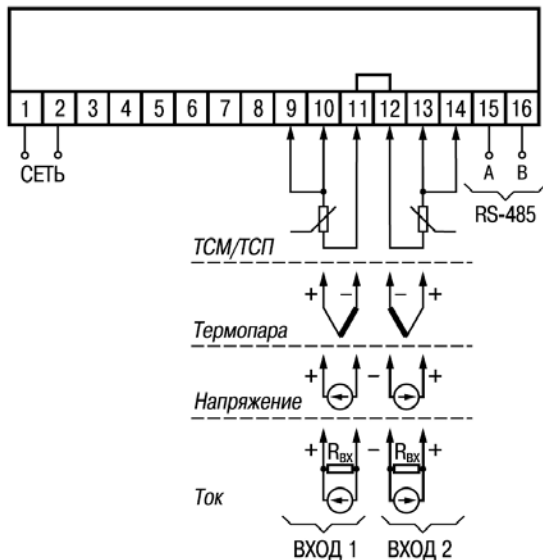 1 2 3 4 5 6 7 8 9 10 11 12 13 14 15 16
СЕТЬ
A B
RS-485
ТСМ/ТСП
+ − − +
Термопара
+ − +
Напряжение
+ Rвх − Rвх +
Ток
ВХОД 1 ВХОД 2